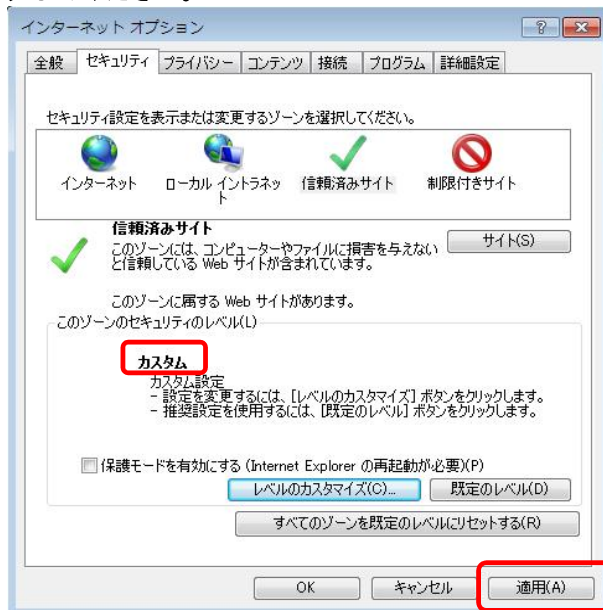 インターネット オプション
全般 セキュリティ プライバシー コンテンツ 接続 プログラム 詳細設定
セキュリティ設定を表示または変更するゾーンを選択してください。
インターネット ローカル イントラネット 信頼済みサイト 制限付きサイト
信頼済みサイト
このゾーンには、コンピューターやファイルに損害を与えない
と信頼している Web サイトが含まれています。
サイト(S)
このゾーンに属する Web サイトがあります。
このゾーンのセキュリティのレベル(L)
カスタム
カスタム設定
- 設定を変更するには、[レベルのカスタマイズ] ボタンをクリックします。
- 推奨設定を使用するには、[既定のレベル] ボタンをクリックします。
保護モードを有効にする (Internet Explorer の再起動が必要)(P)
レベルのカスタマイズ(C)... 既定のレベル(D)
すべてのゾーンを既定のレベルにリセットする(R)
OK キャンセル 適用(A)